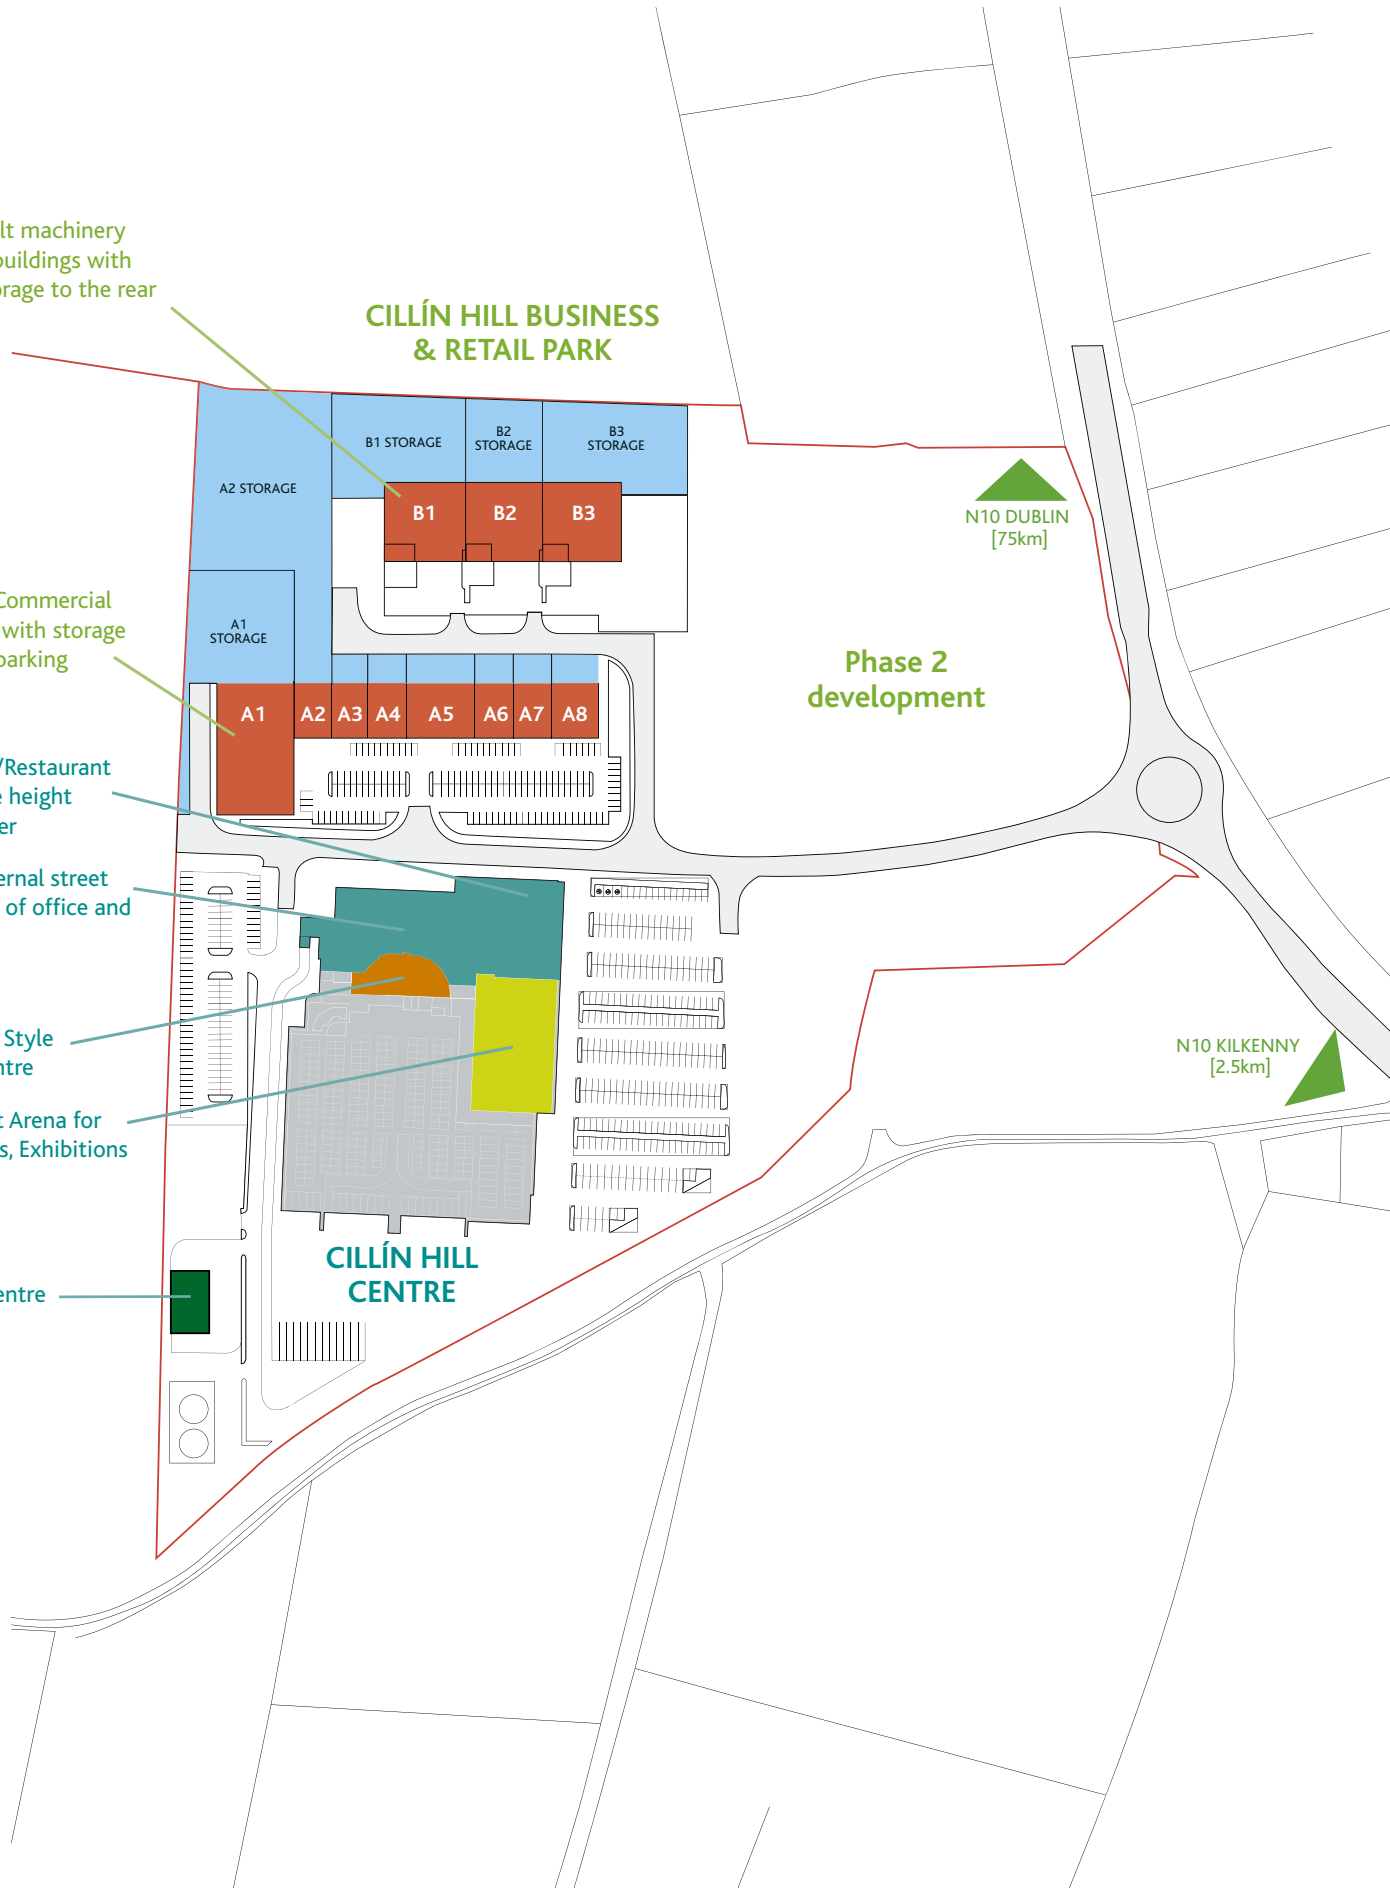 lt machinery
buildings with
orage to the rear
CILLÍN HILL BUSINESS
& RETAIL PARK
B1 STORAGE
B2
STORAGE
B3
STORAGE
A2 STORAGE
B1
B2
B3
N10 DUBLIN
[75km]
Commercial
with storage
parking
A1
STORAGE
Phase 2
development
A1
A2
A3
A4
A5
A6
A7
A8
/Restaurant
e height
er
ernal street
of office and
Style
ntre
t Arena for
s, Exhibitions
N10 KILKENNY
[2.5km]
CILLÍN HILL
CENTRE
entre